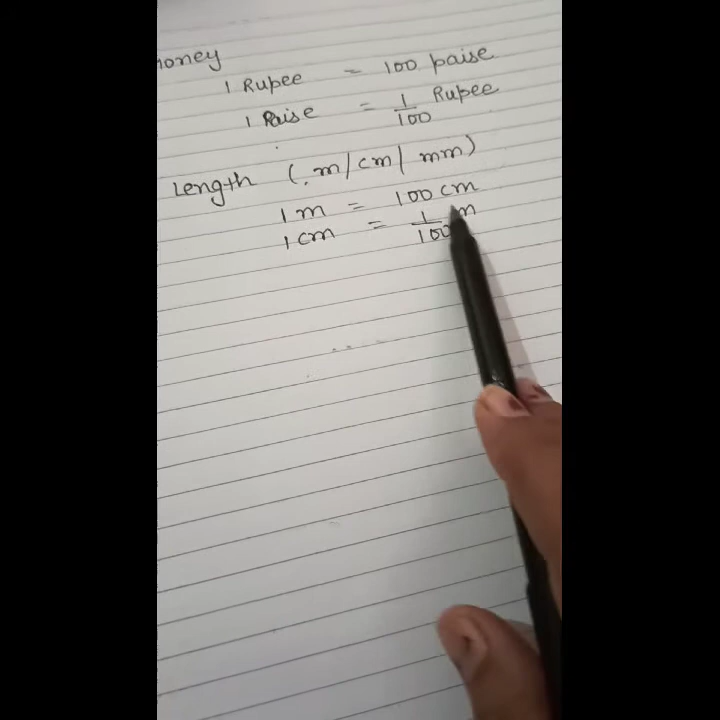 Money
1 Rupee = 100 paise
1 Paise = 1/100 Rupee
Length (.m/cm/ mm)
1 m = 100 cm
1 cm = 1/100 m